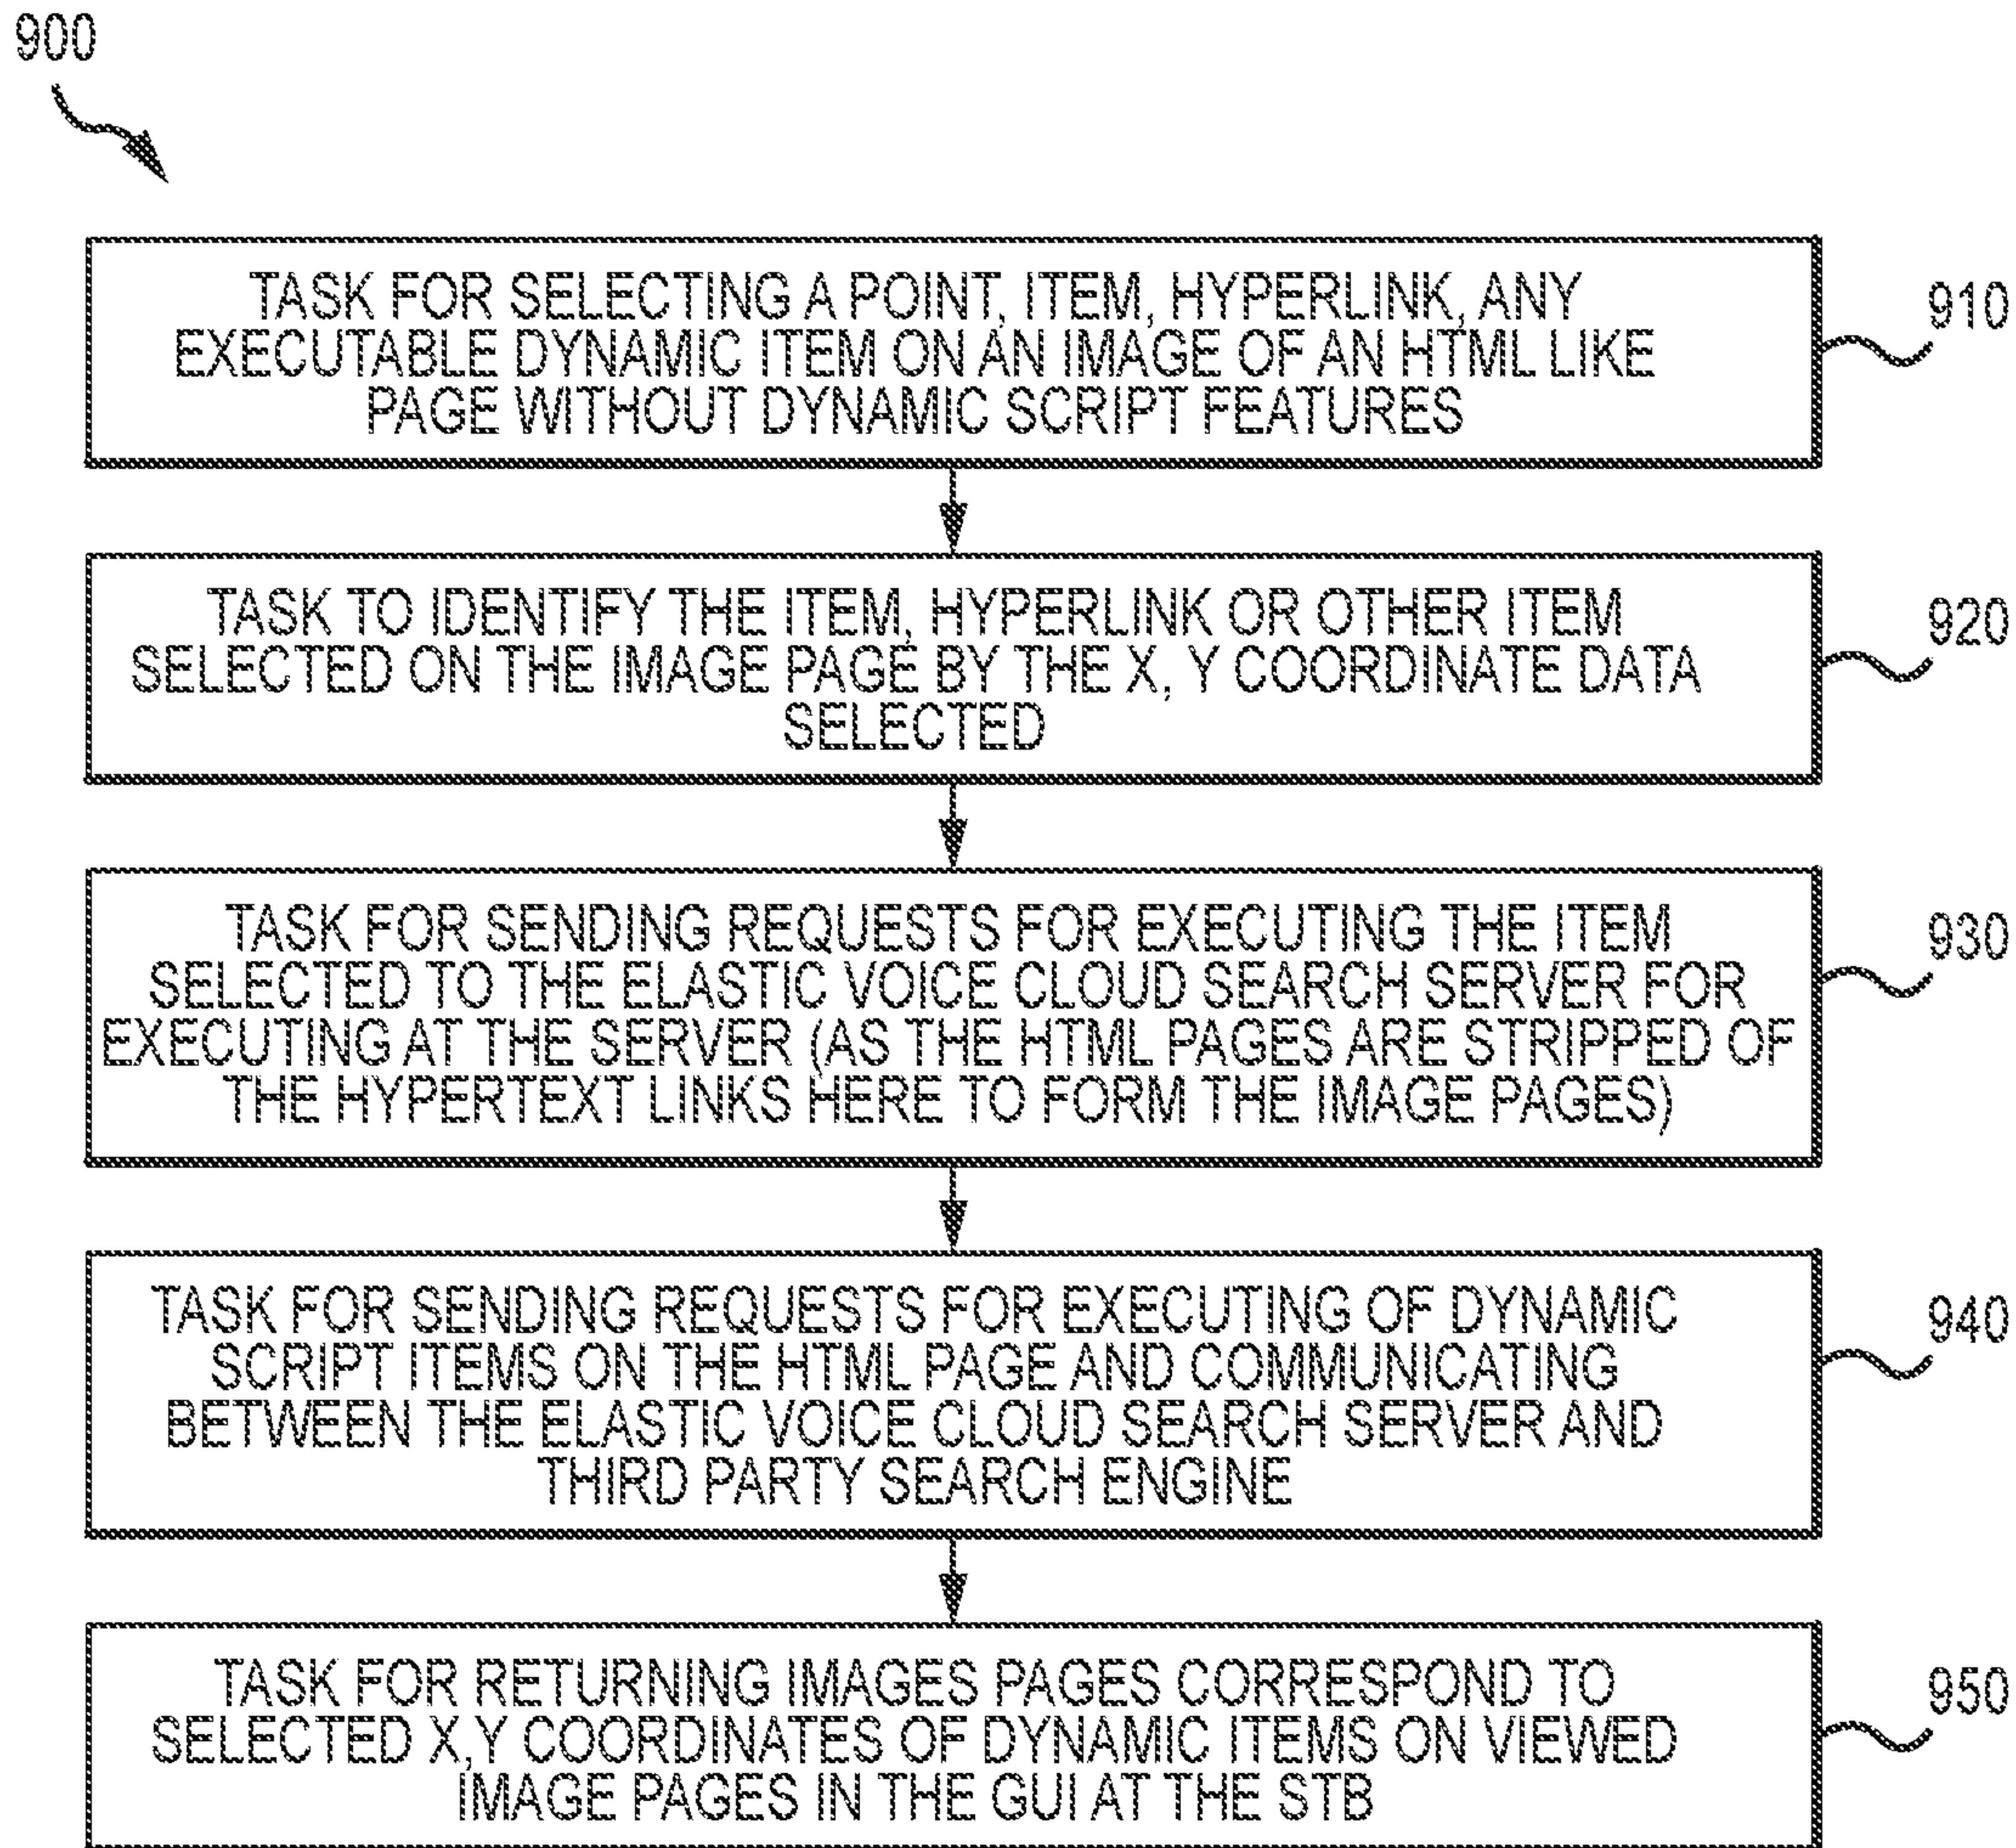 900
TASK FOR SELECTING A POINT, ITEM, HYPERLINK, ANY
EXECUTABLE DYNAMIC ITEM ON AN IMAGE OF AN HTML LIKE
PAGE WITHOUT DYNAMIC SCRIPT FEATURES
910
TASK TO IDENTIFY THE ITEM, HYPERLINK OR OTHER ITEM
SELECTED ON THE IMAGE PAGE BY THE X, Y COORDINATE DATA
SELECTED
920
TASK FOR SENDING REQUESTS FOR EXECUTING THE ITEM
SELECTED TO THE ELASTIC VOICE CLOUD SEARCH SERVER FOR
EXECUTING AT THE SERVER (AS THE HTML PAGES ARE STRIPPED OF
THE HYPERTEXT LINKS HERE TO FORM THE IMAGE PAGES)
930
TASK FOR SENDING REQUESTS FOR EXECUTING OF DYNAMIC
SCRIPT ITEMS ON THE HTML PAGE AND COMMUNICATING
BETWEEN THE ELASTIC VOICE CLOUD SEARCH SERVER AND
THIRD PARTY SEARCH ENGINE
940
TASK FOR RETURNING IMAGES PAGES CORRESPOND TO
SELECTED X,Y COORDINATES OF DYNAMIC ITEMS ON VIEWED
IMAGE PAGES IN THE GUI AT THE STB
950